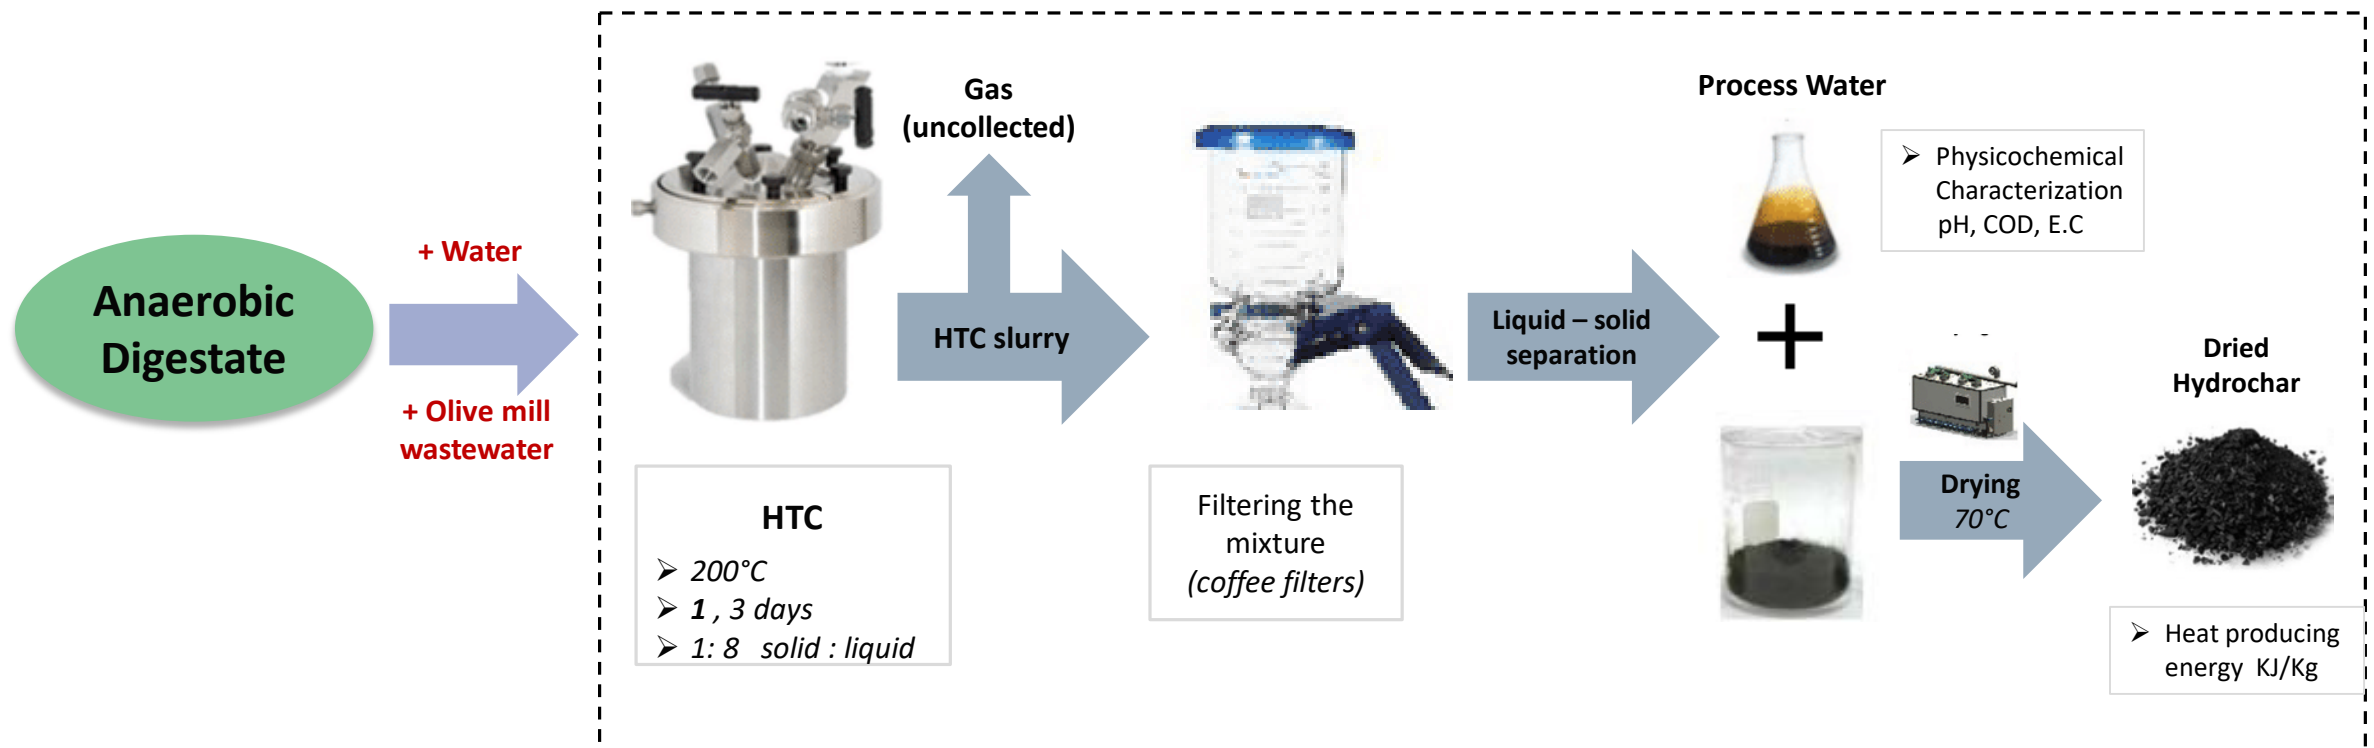 Anaerobic
Digestate
+ Water
+ Olive mill
wastewater
Gas
(uncollected)
HTC slurry
HTC
➢ 200°C
➢ 1 , 3 days
➢ 1: 8 solid : liquid
Filtering the
mixture
(coffee filters)
Liquid – solid
separation
Process Water
➢ Physicochemical
Characterization
pH, COD, E.C
+
Drying
70°C
Dried
Hydrochar
➢ Heat producing
energy KJ/Kg